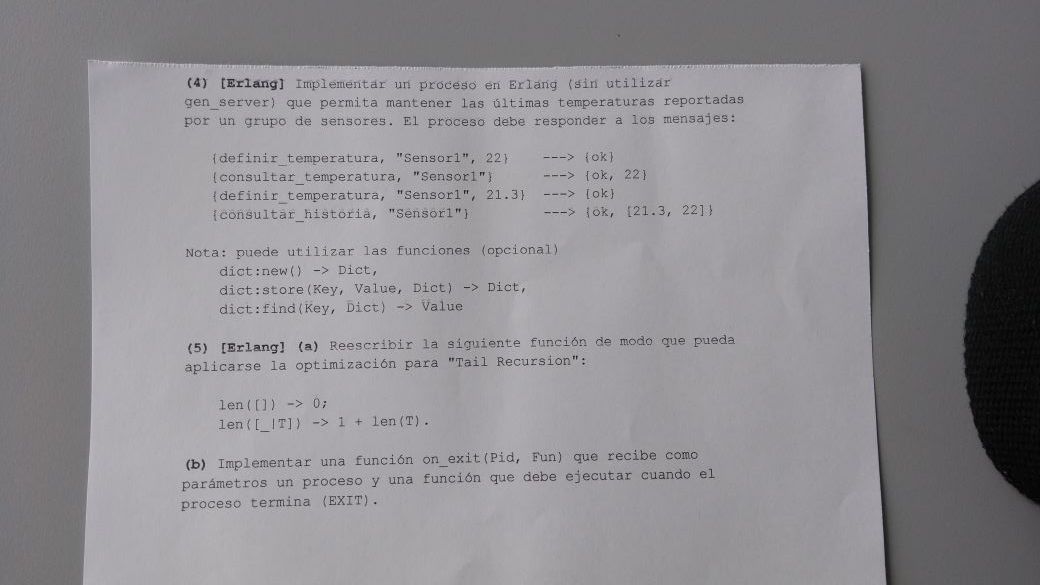 (4) [Erlang] Implementar un proceso en Erlang (sin utilizar
gen_server) que permita mantener las últimas temperaturas reportadas
por un grupo de sensores. El proceso debe responder a los mensajes:
{definir_temperatura, "Sensor1", 22} ---> {ok}
{consultar_temperatura, "Sensor1"} ---> {ok, 22}
{definir_temperatura, "Sensor1", 21.3} ---> {ok}
{consultar_historia, "Sensor1"} ---> {ok, [21.3, 22]}
Nota: puede utilizar las funciones (opcional)
dict:new() -> Dict,
dict:store(Key, Value, Dict) -> Dict,
dict:find(Key, Dict) -> Value
(5) [Erlang] (a) Reescribir la siguiente función de modo que pueda
aplicarse la optimización para "Tail Recursion":
len([]) -> 0;
len([_|T]) -> 1 + len(T).
(b) Implementar una función on_exit(Pid, Fun) que recibe como
parámetros un proceso y una función que debe ejecutar cuando el
proceso termina (EXIT).